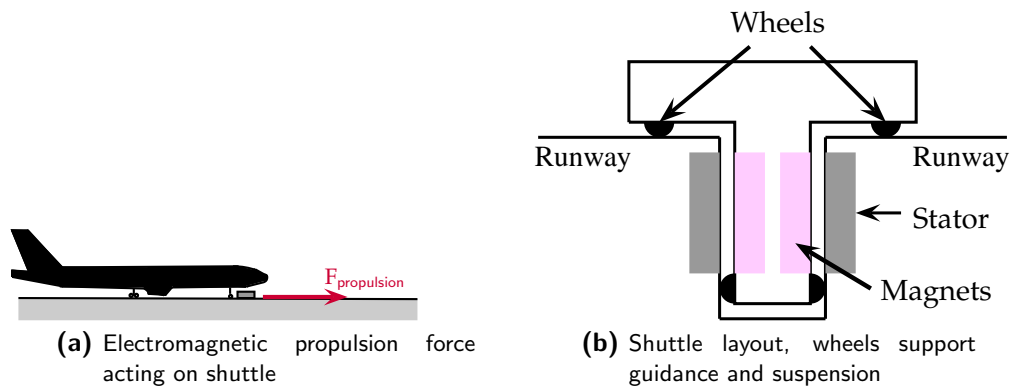 Wheels
Runway
Runway
Stator
Magnets
F_propulsion
(a) Electromagnetic propulsion force
acting on shuttle
(b) Shuttle layout, wheels support
guidance and suspension